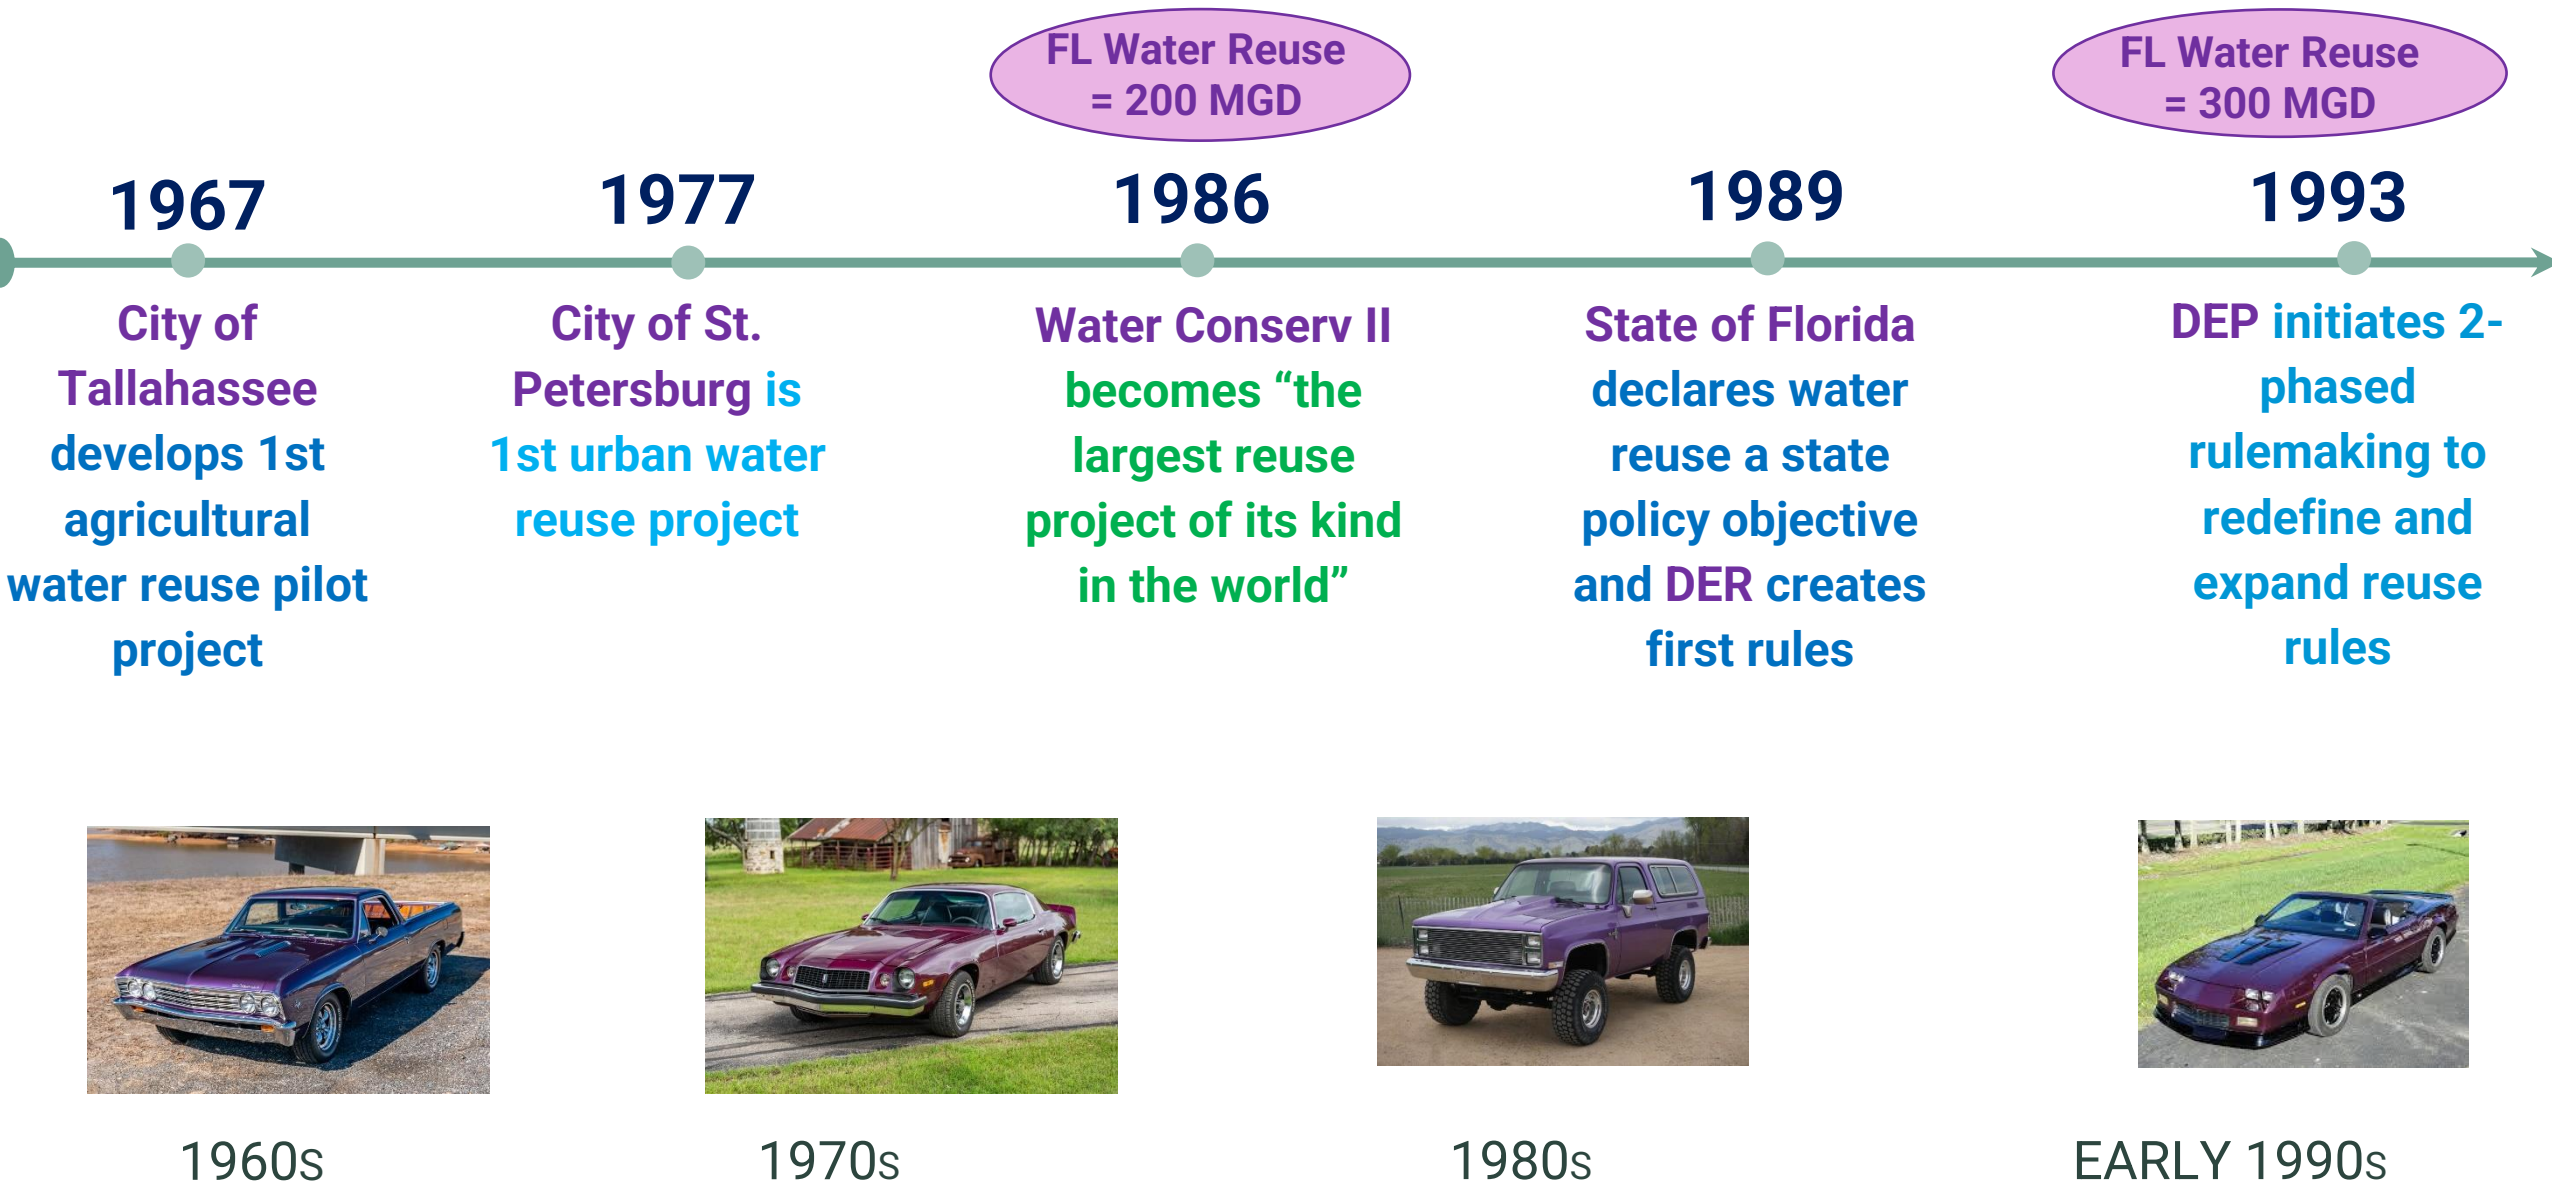 FL Water Reuse
= 200 MGD
FL Water Reuse
= 300 MGD
1967
1977
1986
1989
1993
City of
Tallahassee
develops 1st
agricultural
water reuse pilot
project
City of St.
Petersburg is
1st urban water
reuse project
Water Conserv II
becomes “the
largest reuse
project of its kind
in the world”
State of Florida
declares water
reuse a state
policy objective
and DER creates
first rules
DEP initiates 2-
phased
rulemaking to
redefine and
expand reuse
rules
1960s
1970s
1980s
EARLY 1990s